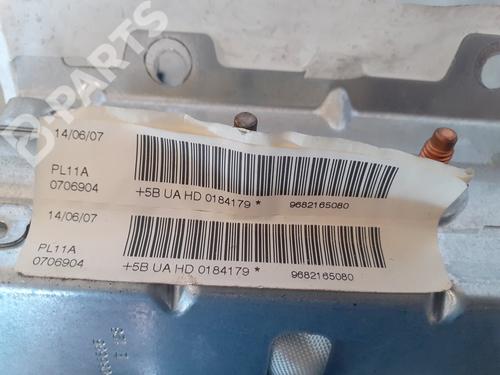 D-PARTS
14/06/07
PL11A
0706904
+5B UA HD 0184179 *
9682165080
14/06/07
PL11A
0706904
+5B UA HD 0184179 *
9682165080